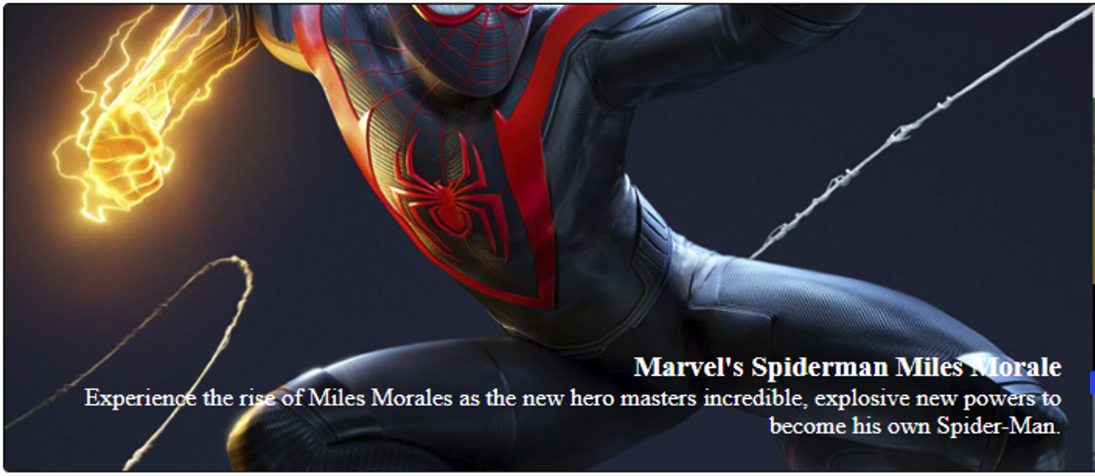 Marvel's Spiderman Miles Morale
Experience the rise of Miles Morales as the new hero masters incredible, explosive new powers to
become his own Spider-Man.